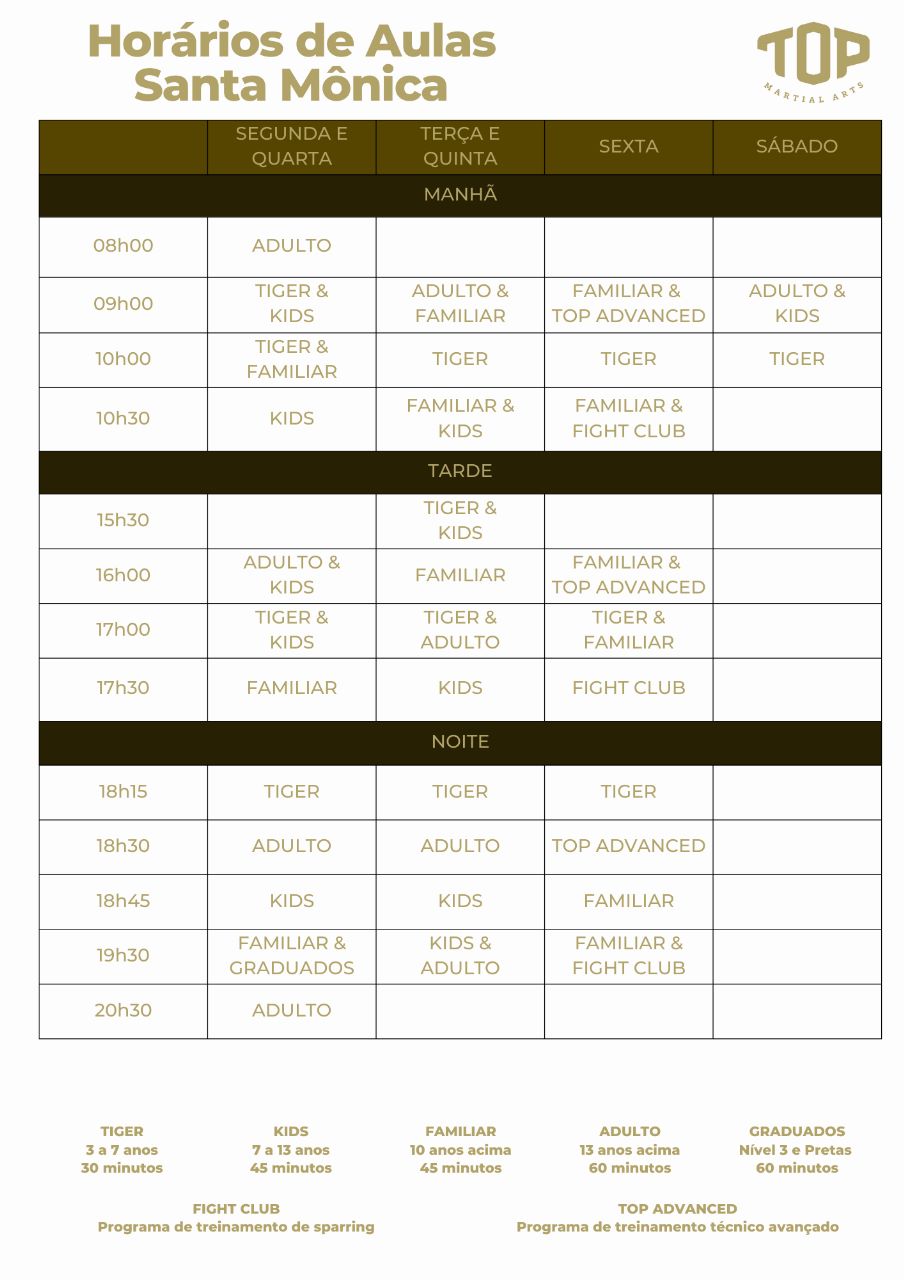 Horários de Aulas
Santa Mônica
TOP
MARTIAL ARTS
SEGUNDA E QUARTA TERÇA E QUINTA SEXTA SÁBADO
MANHÃ
08h00 ADULTO
09h00 TIGER & KIDS ADULTO & FAMILIAR FAMILIAR & TOP ADVANCED ADULTO & KIDS
10h00 TIGER & FAMILIAR TIGER TIGER TIGER
10h30 KIDS FAMILIAR & KIDS FAMILIAR & FIGHT CLUB
TARDE
15h30 TIGER & KIDS
16h00 ADULTO & KIDS FAMILIAR FAMILIAR & TOP ADVANCED
17h00 TIGER & KIDS TIGER & ADULTO TIGER & FAMILIAR
17h30 FAMILIAR KIDS FIGHT CLUB
NOITE
18h15 TIGER TIGER TIGER
18h30 ADULTO ADULTO TOP ADVANCED
18h45 KIDS KIDS FAMILIAR
19h30 FAMILIAR & GRADUADOS KIDS & ADULTO FAMILIAR & FIGHT CLUB
20h30 ADULTO
TIGER
3 a 7 anos
30 minutos
KIDS
7 a 13 anos
45 minutos
FAMILIAR
10 anos acima
45 minutos
ADULTO
13 anos acima
60 minutos
GRADUADOS
Nível 3 e Pretas
60 minutos
FIGHT CLUB
Programa de treinamento de sparring
TOP ADVANCED
Programa de treinamento técnico avançado